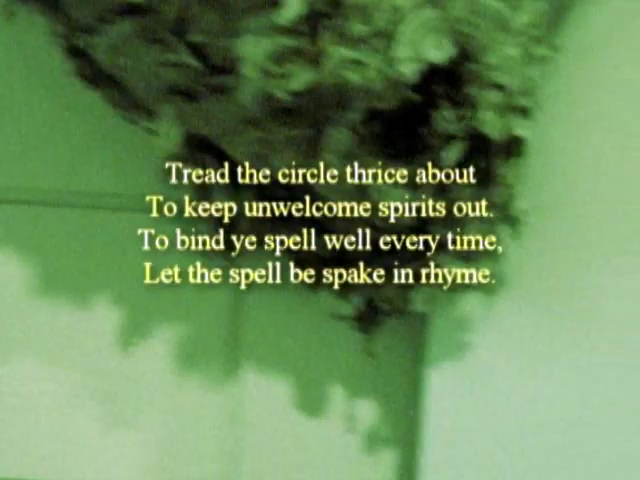 Tread the circle thrice about
To keep unwelcome spirits out.
To bind ye spell well every time,
Let the spell be spake in rhyme.